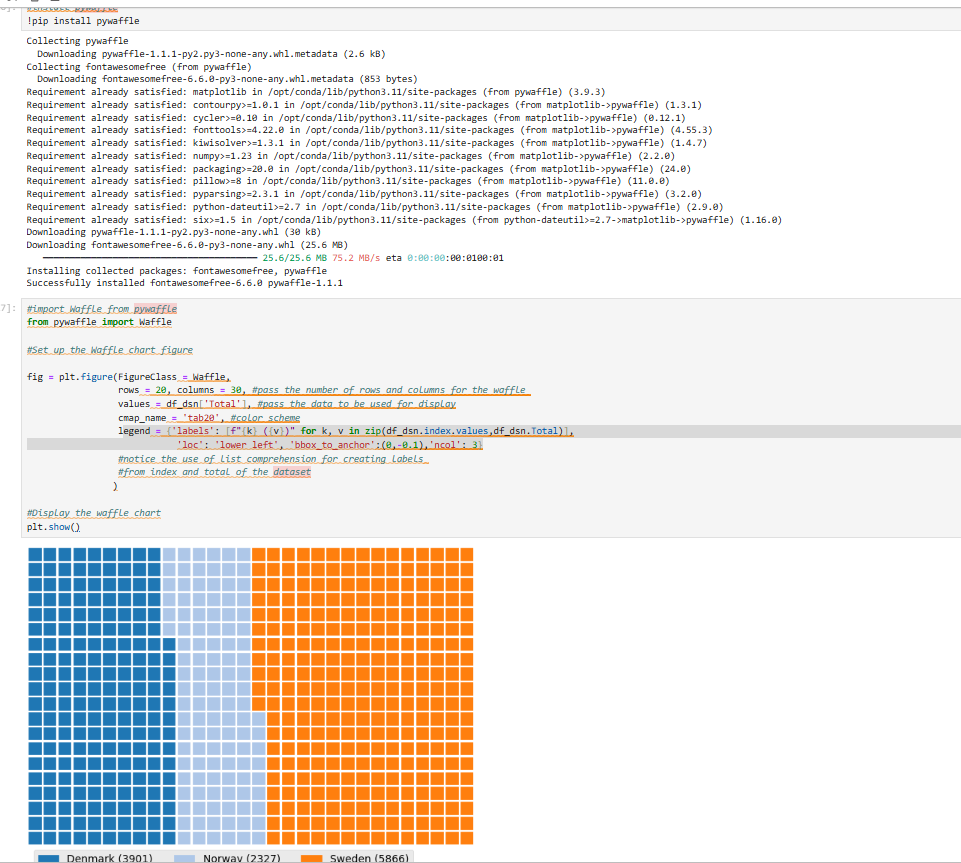 #install pywaffle
!pip install pywaffle
Collecting pywaffle
  Downloading pywaffle-1.1.1-py2.py3-none-any.whl.metadata (2.6 kB)
Collecting fontawesomefree (from pywaffle)
  Downloading fontawesomefree-6.6.0-py3-none-any.whl.metadata (853 bytes)
Requirement already satisfied: matplotlib in /opt/conda/lib/python3.11/site-packages (from pywaffle) (3.9.3)
Requirement already satisfied: contourpy>=1.0.1 in /opt/conda/lib/python3.11/site-packages (from matplotlib->pywaffle) (1.3.1)
Requirement already satisfied: cycler>=0.10 in /opt/conda/lib/python3.11/site-packages (from matplotlib->pywaffle) (0.12.1)
Requirement already satisfied: fonttools>=4.22.0 in /opt/conda/lib/python3.11/site-packages (from matplotlib->pywaffle) (4.55.3)
Requirement already satisfied: kiwisolver>=1.3.1 in /opt/conda/lib/python3.11/site-packages (from matplotlib->pywaffle) (1.4.7)
Requirement already satisfied: numpy>=1.23 in /opt/conda/lib/python3.11/site-packages (from matplotlib->pywaffle) (2.2.0)
Requirement already satisfied: packaging>=20.0 in /opt/conda/lib/python3.11/site-packages (from matplotlib->pywaffle) (24.0)
Requirement already satisfied: pillow>=8 in /opt/conda/lib/python3.11/site-packages (from matplotlib->pywaffle) (11.0.0)
Requirement already satisfied: pyparsing>=2.3.1 in /opt/conda/lib/python3.11/site-packages (from matplotlib->pywaffle) (3.2.0)
Requirement already satisfied: python-dateutil>=2.7 in /opt/conda/lib/python3.11/site-packages (from matplotlib->pywaffle) (2.9.0)
Requirement already satisfied: six>=1.5 in /opt/conda/lib/python3.11/site-packages (from python-dateutil>=2.7->matplotlib->pywaffle) (1.16.0)
Downloading pywaffle-1.1.1-py2.py3-none-any.whl (30 kB)
Downloading fontawesomefree-6.6.0-py3-none-any.whl (25.6 MB)
25.6/25.6 MB 75.2 MB/s eta 0:00:00:00:0100:01
Installing collected packages: fontawesomefree, pywaffle
Successfully installed fontawesomefree-6.6.0 pywaffle-1.1.1
7]: #import Waffle from pywaffle
from pywaffle import Waffle
#Set up the Waffle chart figure
fig = plt.figure(FigureClass = Waffle,
rows = 20, columns = 30, #pass the number of rows and columns for the waffle
values = df_dsn['Total'], #pass the data to be used for display
cmap_name = 'tab20', #color scheme
legend = {'labels': [f"{k} ({v})" for k, v in zip(df_dsn.index.values,df_dsn.Total)],
'loc': 'lower left', 'bbox_to_anchor':(0,-0.1),'ncol': 3}
#notice the use of list comprehension for creating labels
#from index and total of the dataset
)
#Display the waffle chart
plt.show()
Denmark (3901) Norway (2327) Sweden (5866)